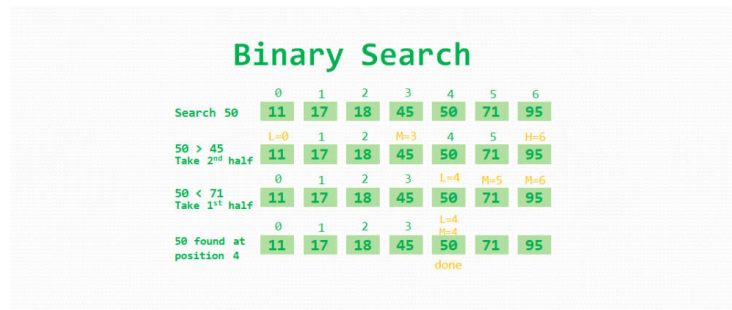 Binary Search
0 1 2 3 4 5 6
Search 50 11 17 18 45 50 71 95
L=0 1 2 M=3 4 5 H=6
50 > 45
Take 2nd half 11 17 18 45 50 71 95
0 1 2 3 L=4 M=5 M=6
50 < 71
Take 1st half 11 17 18 45 50 71 95
0 1 2 3 L=4
M=4
50 found at
position 4 11 17 18 45 50 71 95
done